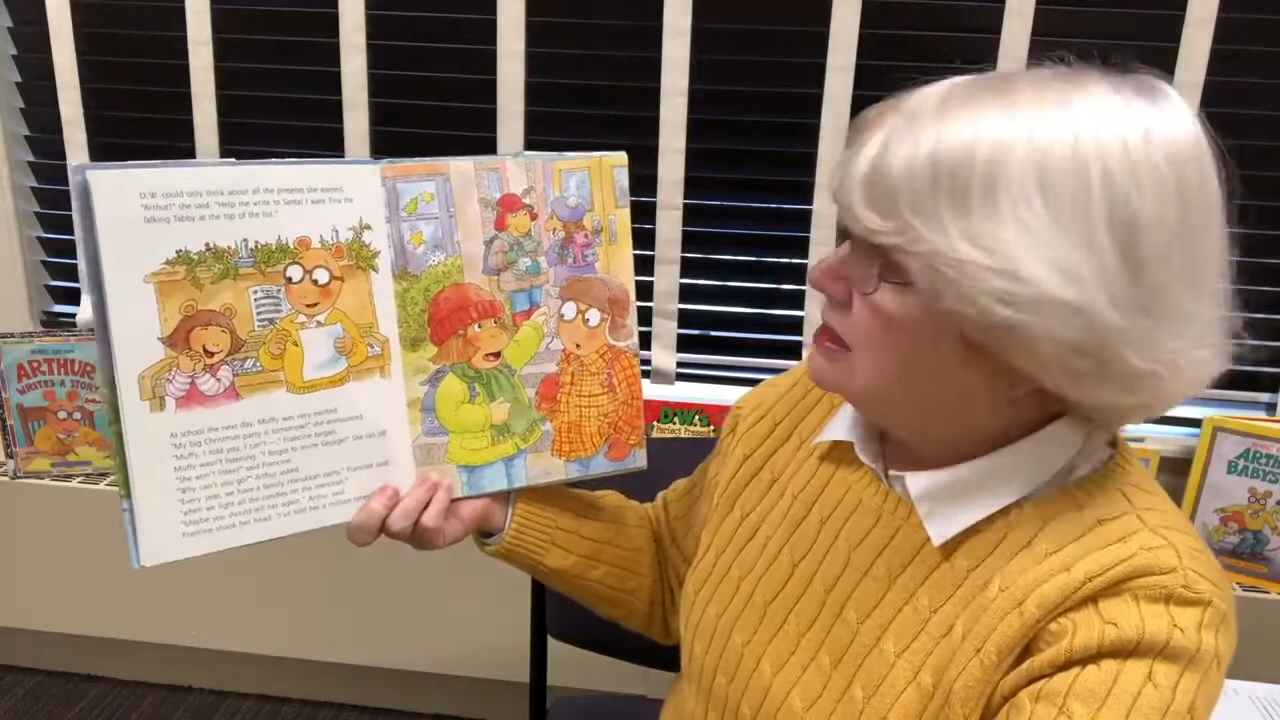 D.W. could only think about all the presents she wanted.
"Arthur!" she said. "Help me write to Santa! I want Tina the
Talking Tabby at the top of the list."
At school the next day, Muffy was very excited.
"My big Christmas party is tomorrow!" she announced.
"Muffy, I told you, I can't—," Francine began.
Muffy wasn't listening. "I forgot to invite George!" She ran off.
"She won't listen!" said Francine.
"Why can't you go?" Arthur asked.
"Every year, we have a family Hanukkah party," Francine said,
"when we light all the candles on the menorah."
"Maybe you should tell her again," Arthur said.
Francine shook her head. "I've told her a million
MARC BROWN
ARTHUR
WRITES A STORY
D.W.'s
Perfect Present
ARTH
BABYS